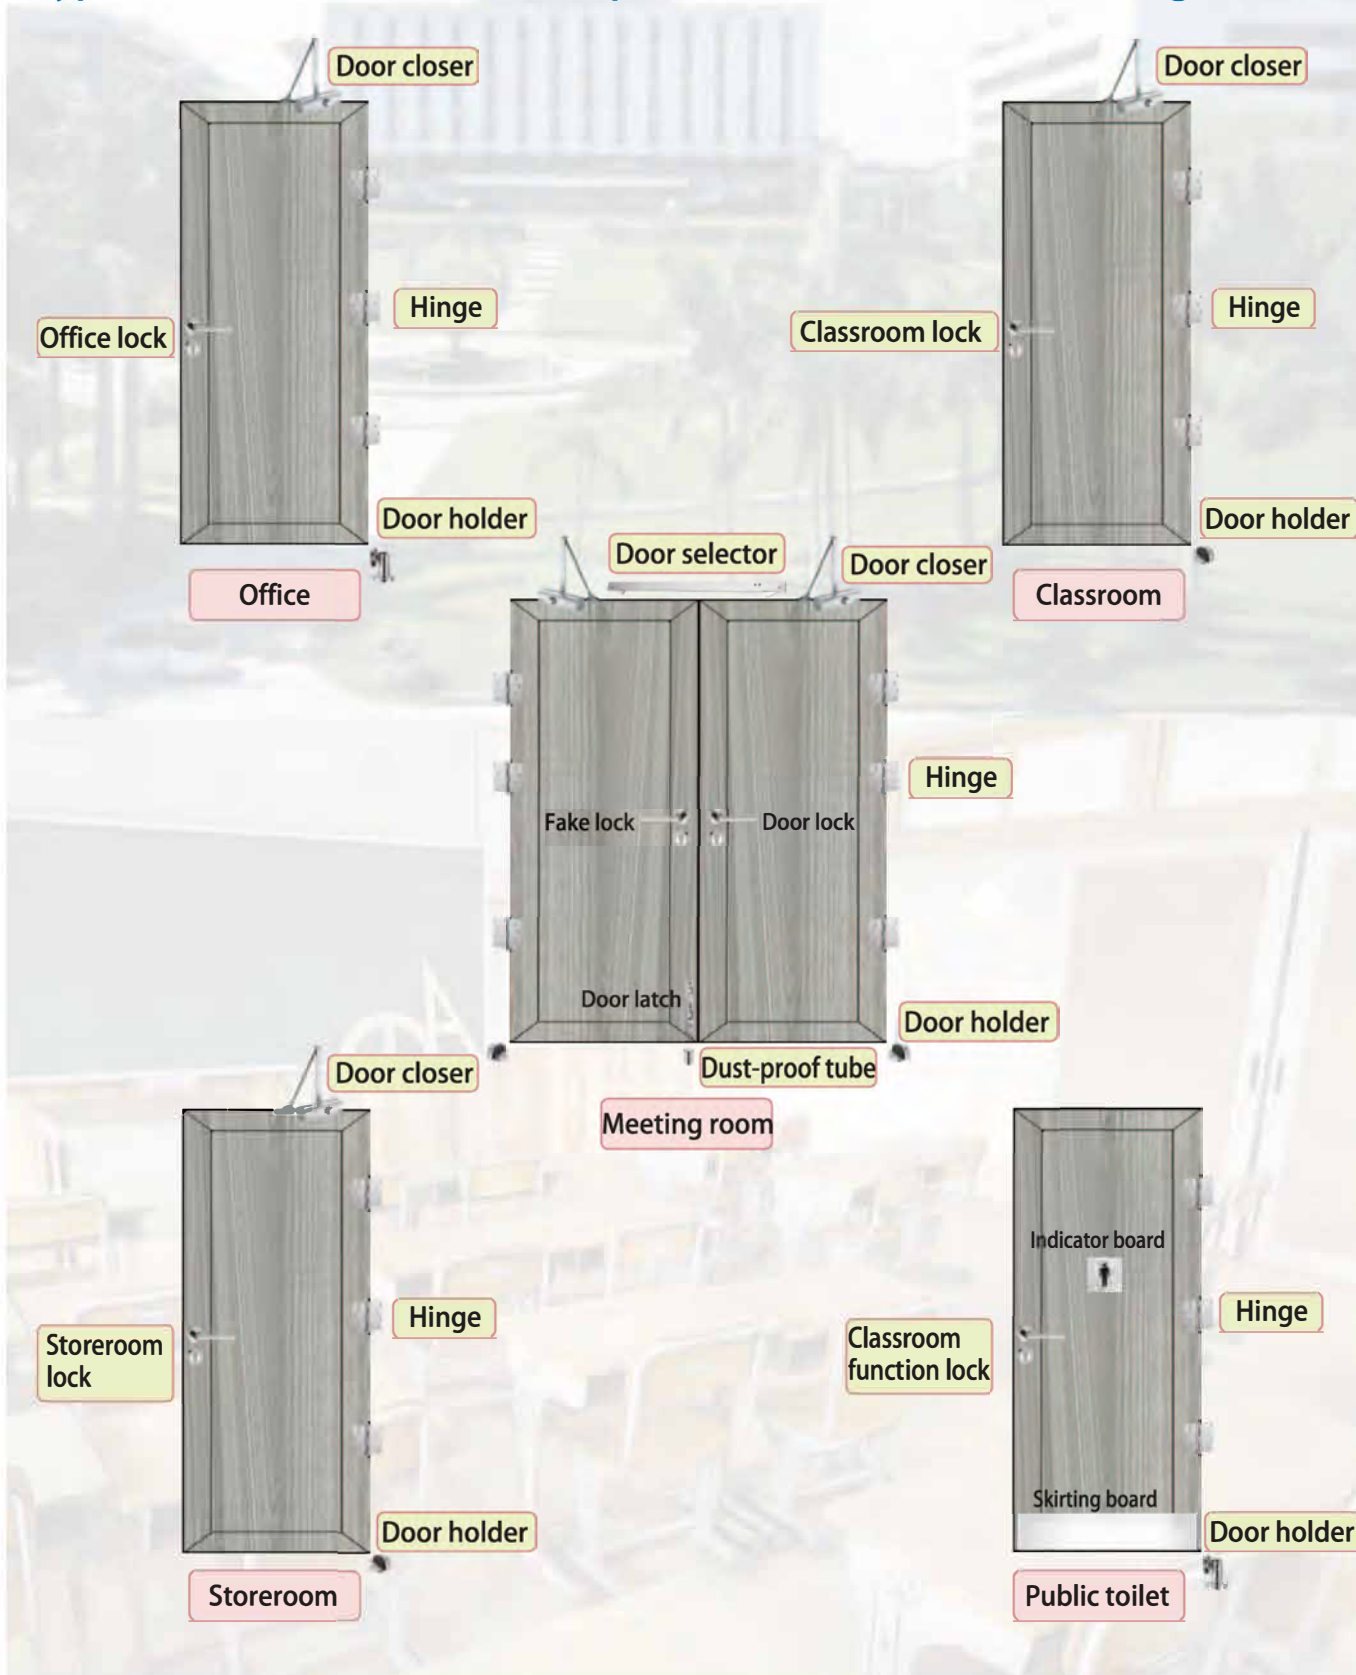 Door closer
Door closer
Hinge
Hinge
Office lock
Classroom lock
Door holder
Door holder
Office
Classroom
Door selector
Door closer
Hinge
Fake lock
Door lock
Door latch
Door holder
Dust-proof tube
Meeting room
Door closer
Indicator board
Hinge
Hinge
Storeroom
lock
Classroom
function lock
Skirting board
Door holder
Door holder
Storeroom
Public toilet